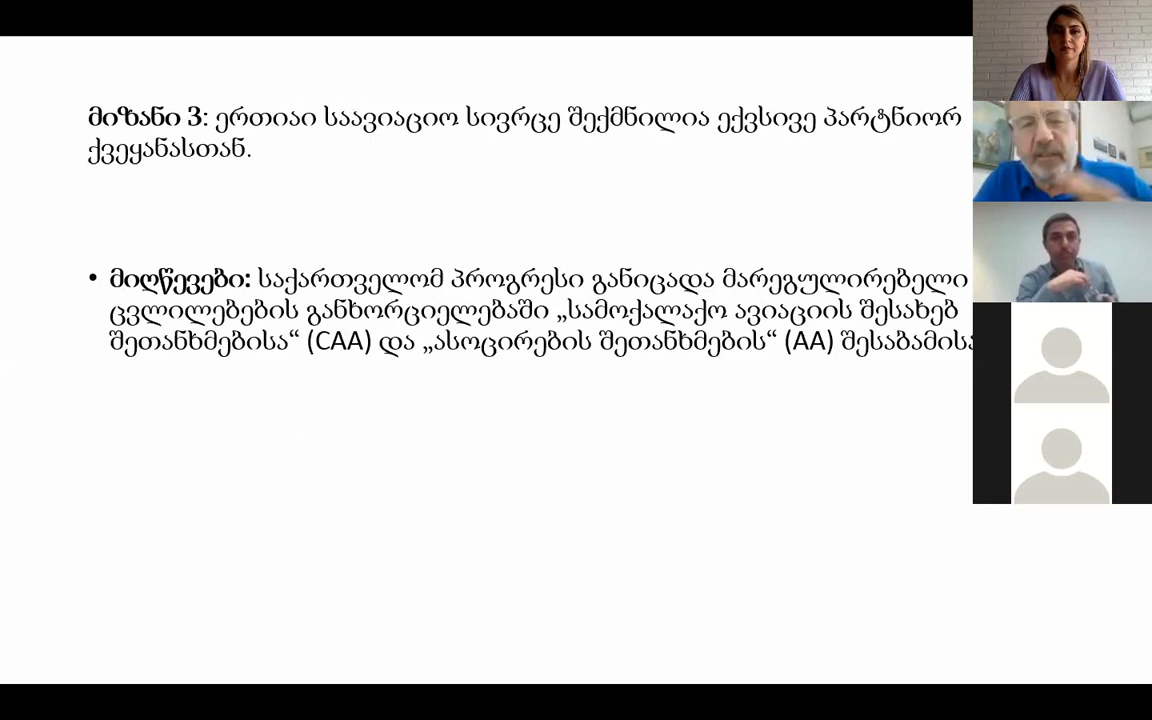 მიზანი 3: ერთიაი საავიაციო სივრცე შექმნილია ექვსივე პარტნიორ
ქვეყანასთან.
• მიღწევები: საქართველომ პროგრესი განიცადა მარეგულირებელი
ცვლილებების განხორციელებაში „სამოქალაქო ავიაციის შესახებ
შეთანხმებისა“ (CAA) და „ასოცირების შეთანხმების“ (AA)